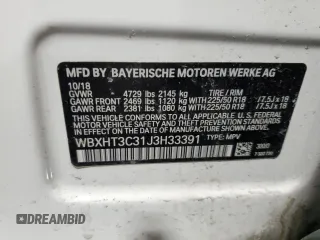 MFD BY BAYERISCHE MOTOREN WERKE AG
10/18
GVWR 4729 lbs 2145 kg TIRE / RIM
GAWR FRONT 2469 lbs 1120 kg WITH 225/50 R18 /7.5J x 18
GAWR REAR 2381 lbs 1080 kg WITH 225/50 R18 /7.5J x 18
THIS VEHICLE CONFORMS TO ALL APPLICABLE U.S. FEDERAL
MOTOR VEHICLE SAFETY, BUMPER, AND THEFT PREVENTION
STANDARDS IN EFFECT ON THE DATE OF MANUFACTURE
SHOWN ABOVE.
WBXHT3C31J3H33391 TYPE: MPV
DREAMBID